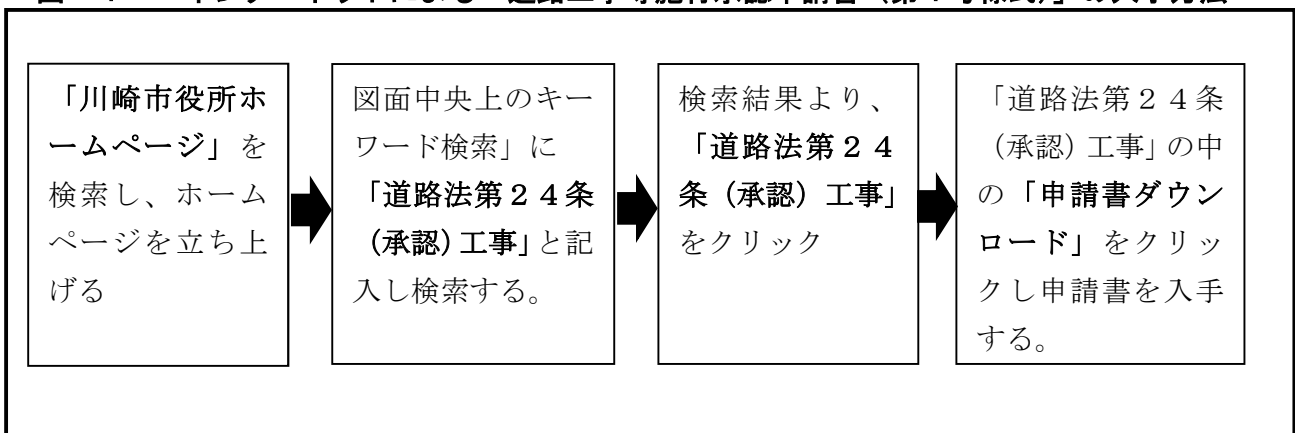 「川崎市役所ホ
ームページ」を
検索し、ホーム
ページを立ち上
げる
図面中央上のキー
ワード検索」に
「道路法第２４条
（承認）工事」と記
入し検索する。
検索結果より、
「道路法第２４
条（承認）工事」
をクリック
「道路法第２４条
（承認）工事」の中
の「申請書ダウン
ロード」をクリッ
クし申請書を入手
する。